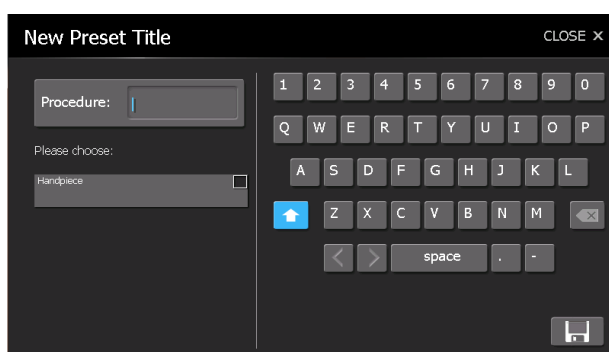 New Preset Title
CLOSE ×
Procedure:
Please choose:
Handpiece
1 2 3 4 5 6 7 8 9 0
Q W E R T Y U I O P
A S D F G H J K L
Z X C V B N M
< > space . -